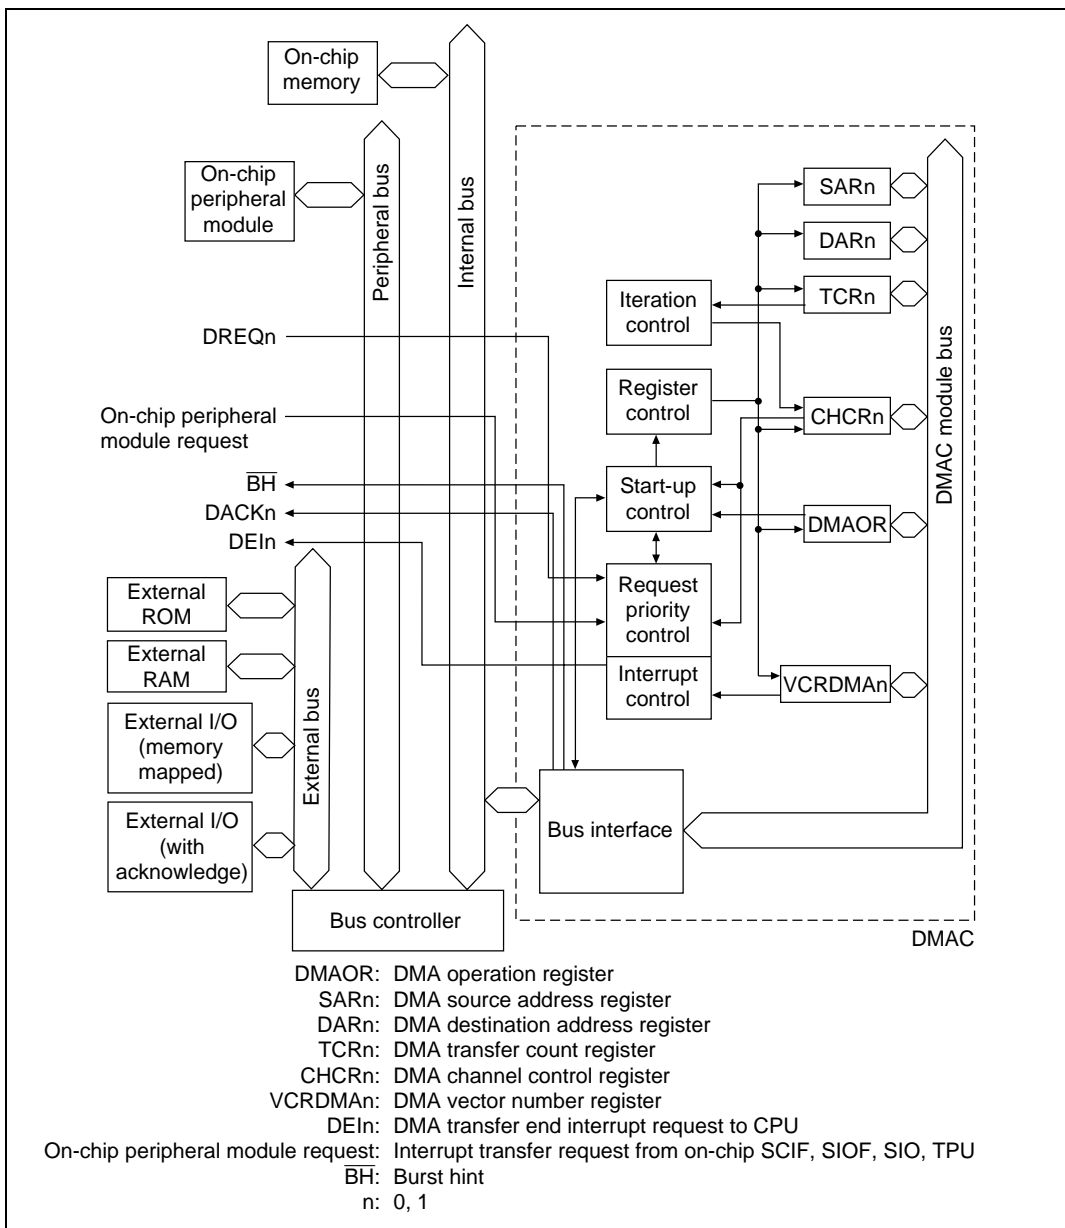 On-chip
memory
On-chip
peripheral
module
Peripheral bus
Internal bus
SARn
DARn
TCRn
Iteration
control
DREQn
Register
control
CHCRn
On-chip peripheral
module request
DMAC module bus
BH
DACKn
DEIn
Start-up
control
DMAOR
Request
priority
control
Interrupt
control
VCRDMAn
External
ROM
External
RAM
External I/O
(memory
mapped)
External I/O
(with
acknowledge)
External bus
Bus interface
Bus controller
DMAC
DMAOR: DMA operation register
SARn: DMA source address register
DARn: DMA destination address register
TCRn: DMA transfer count register
CHCRn: DMA channel control register
VCRDMAn: DMA vector number register
DEIn: DMA transfer end interrupt request to CPU
On-chip peripheral module request: Interrupt transfer request from on-chip SCIF, SIOF, SIO, TPU
BH: Burst hint
n: 0, 1